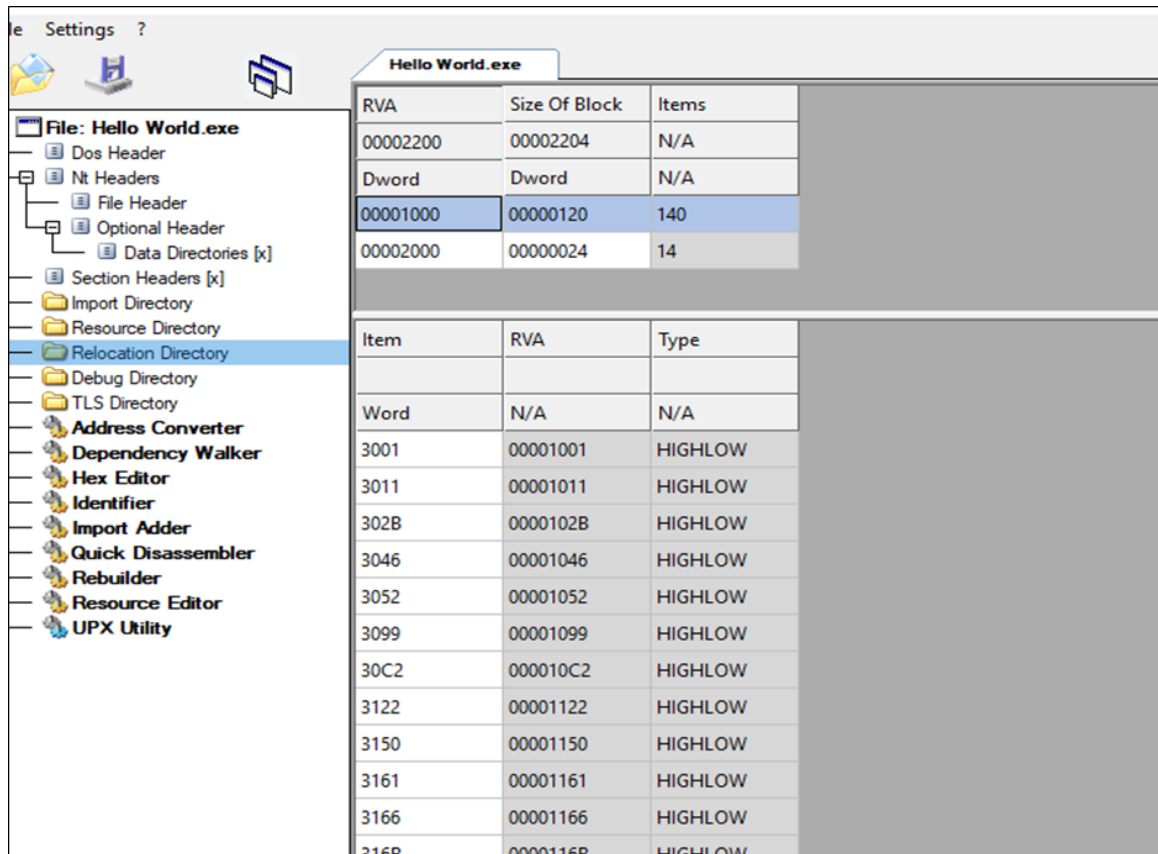 le Settings ?
Hello World.exe
File: Hello World.exe
Dos Header
Nt Headers
File Header
Optional Header
Data Directories [x]
Section Headers [x]
Import Directory
Resource Directory
Relocation Directory
Debug Directory
TLS Directory
Address Converter
Dependency Walker
Hex Editor
Identifier
Import Adder
Quick Disassembler
Rebuilder
Resource Editor
UPX Utility
RVA Size Of Block Items
00002200 00002204 N/A
Dword Dword N/A
00001000 00000120 140
00002000 00000024 14
Item RVA Type
Word N/A N/A
3001 00001001 HIGHLOW
3011 00001011 HIGHLOW
302B 0000102B HIGHLOW
3046 00001046 HIGHLOW
3052 00001052 HIGHLOW
3099 00001099 HIGHLOW
30C2 000010C2 HIGHLOW
3122 00001122 HIGHLOW
3150 00001150 HIGHLOW
3161 00001161 HIGHLOW
3166 00001166 HIGHLOW
316B 0000116B HIGHLOW